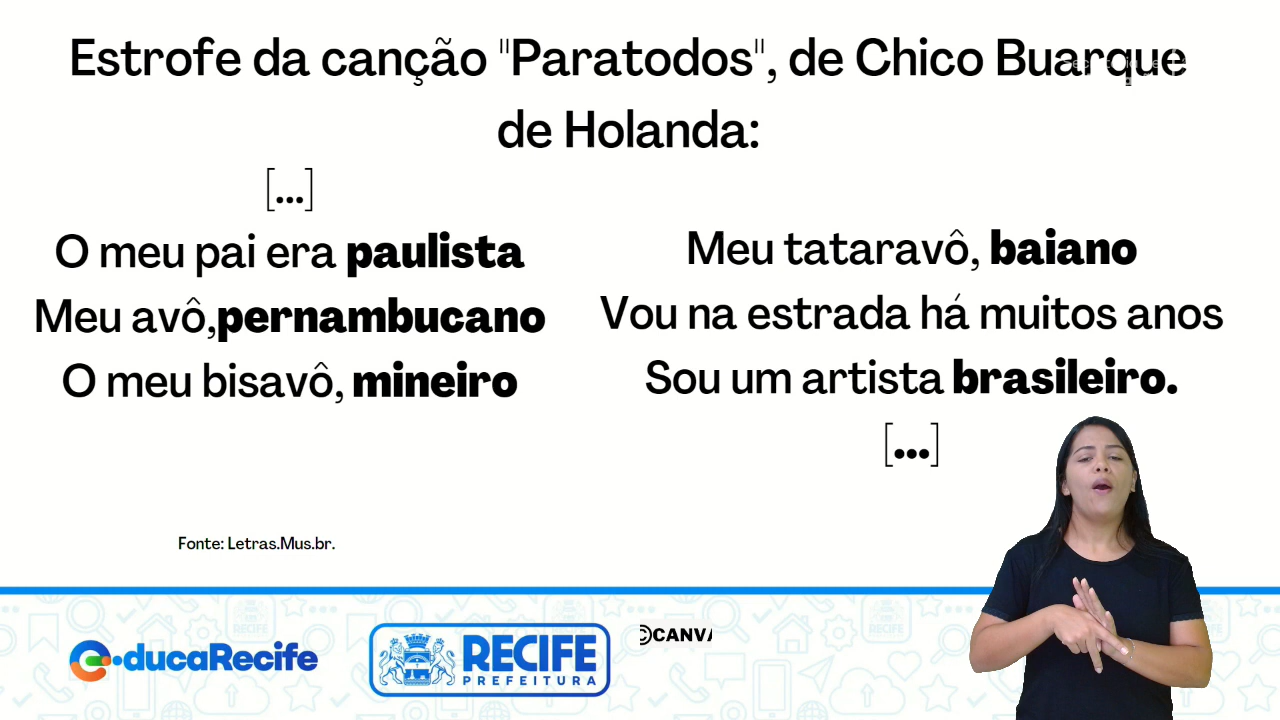 Estrofe da canção "Paratodos", de Chico Buarque
de Holanda:
[...]
O meu pai era paulista
Meu avô,pernambucano
O meu bisavô, mineiro
Meu tataravô, baiano
Vou na estrada há muitos anos
Sou um artista brasileiro.
[...]
Fonte: Letras.Mus.br.
ducaRecife
RECIFE
PREFEITURA
©CANVA